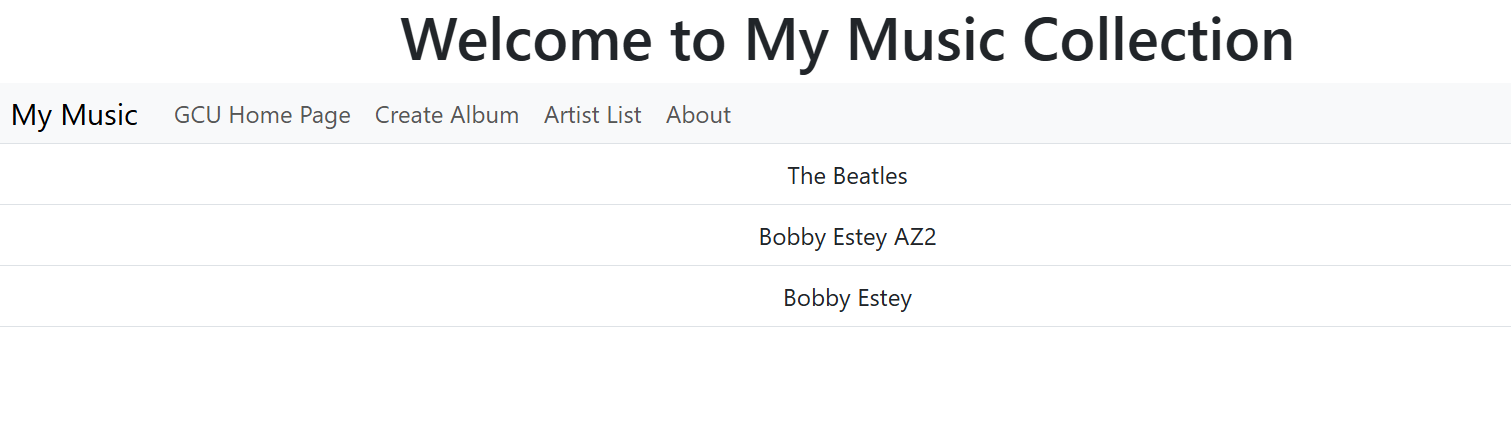 Welcome to My Music Collection
My Music GCU Home Page Create Album Artist List About
The Beatles
Bobby Estey AZ2
Bobby Estey